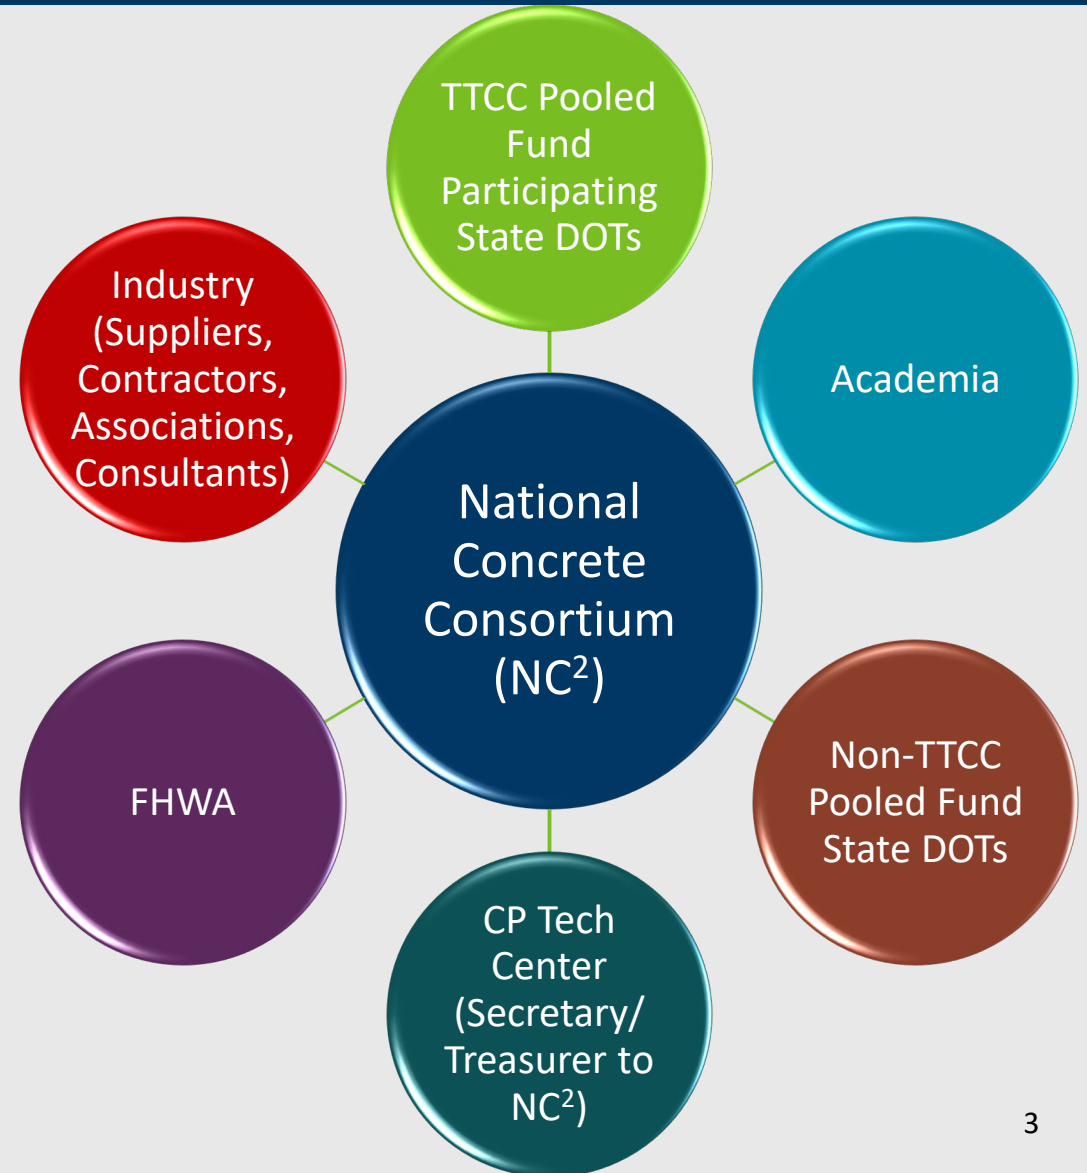 TTCC Pooled
Fund
Participating
State DOTs
Industry
(Suppliers,
Contractors,
Associations,
Consultants)
Academia
National
Concrete
Consortium
(NC²)
FHWA
Non-TTCC
Pooled Fund
State DOTs
CP Tech
Center
(Secretary/
Treasurer to
NC²)
3